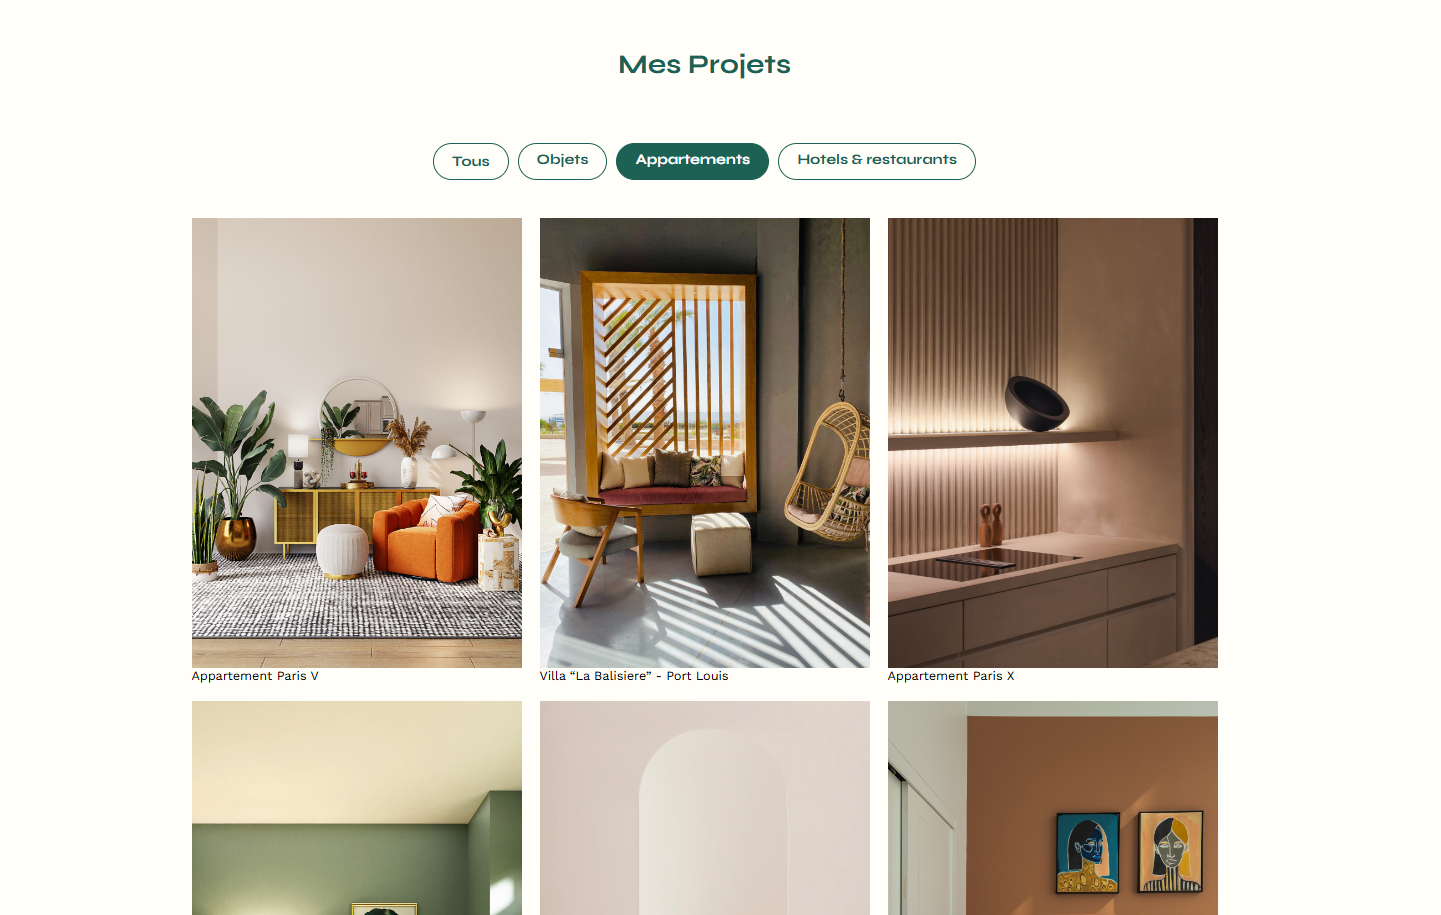 Mes Projets
Tous
Objets
Appartements
Hotels & restaurants
Appartement Paris V
Villa “La Balisiere” - Port Louis
Appartement Paris X